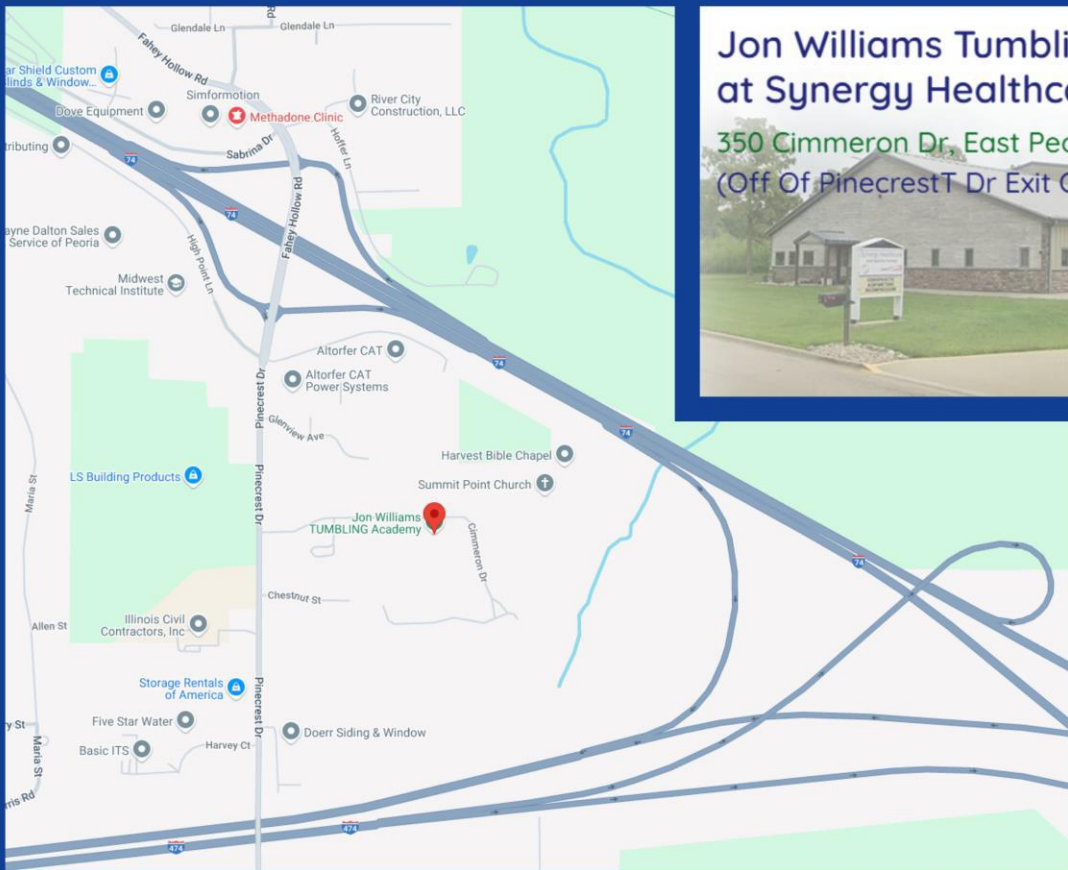 Jon Williams Tumbli
at Synergy Healthc
350 Cimmeron Dr, East Peo
(Off Of PinecrestT Dr Exit
Rd
Glendale Ln
Glendale Ln
Fahey Hollow Rd
ar Shield Custom
linds & Window...
Simformotion
Dove Equipment
Methadone Clinic
River City
Construction, LLC
tributing
Sabrina Dr
Hoffer Ln
74
74
Fahey Hollow Rd
ayne Dalton Sales
Service of Peoria
High Point Ln
Midwest
Technical Institute
Altorfer CAT
74
Altorfer CAT
Power Systems
Pinecrest Dr
Glenview Ave
74
Harvest Bible Chapel
LS Building Products
Summit Point Church
Maria St
Pinecrest Dr
Jon Williams
TUMBLING Academy
Cimmeron Dr
74
Chestnut St
Allen St
Illinois Civil
Contractors, Inc
Storage Rentals
of America
Pinecrest Dr
Five Star Water
y St
Doerr Siding & Window
Basic ITS
Harvey Ct
Maria St
rris Rd
474
474